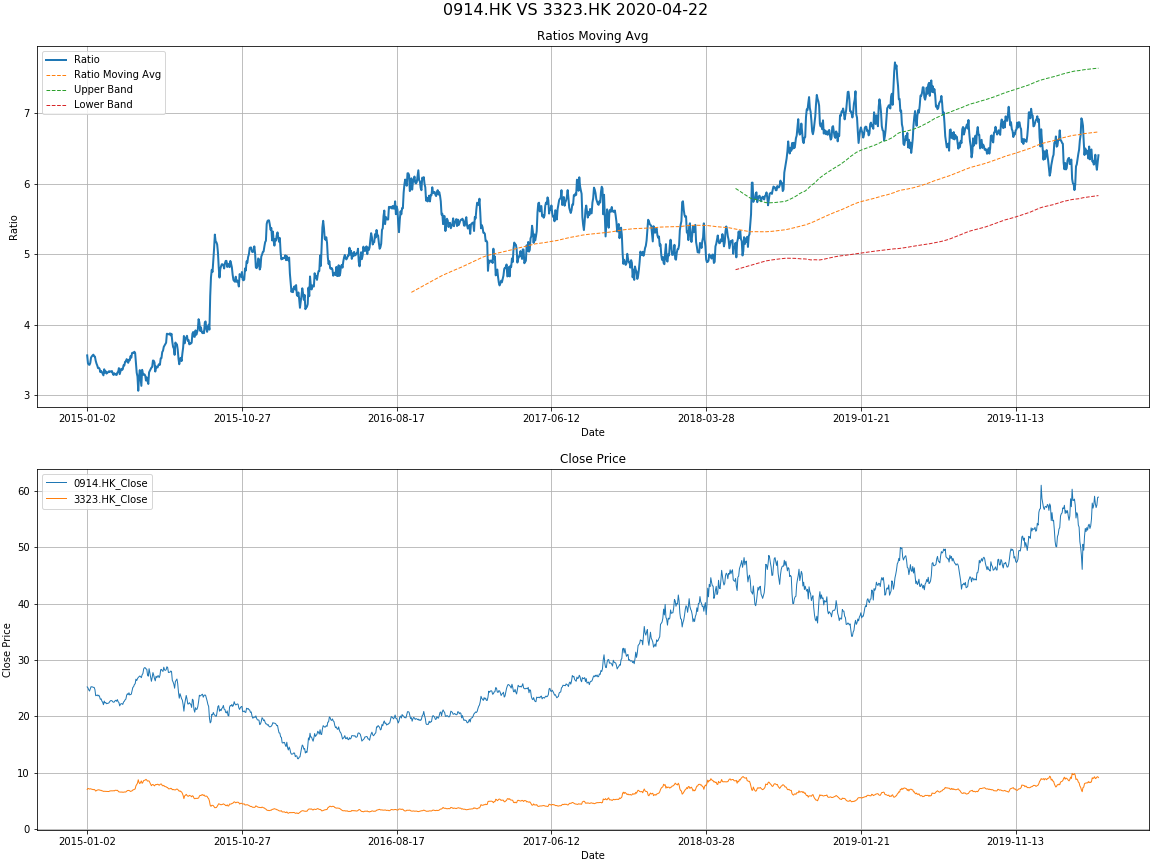 0914.HK VS 3323.HK 2020-04-22
Ratios Moving Avg
Ratio
Ratio Moving Avg
Upper Band
Lower Band
7
6
5
4
3
Ratio
2015-01-02 2015-10-27 2016-08-17 2017-06-12 2018-03-28 2019-01-21 2019-11-13
Date
Close Price
0914.HK_Close
3323.HK_Close
60
50
40
30
20
10
0
Close Price
2015-01-02 2015-10-27 2016-08-17 2017-06-12 2018-03-28 2019-01-21 2019-11-13
Date